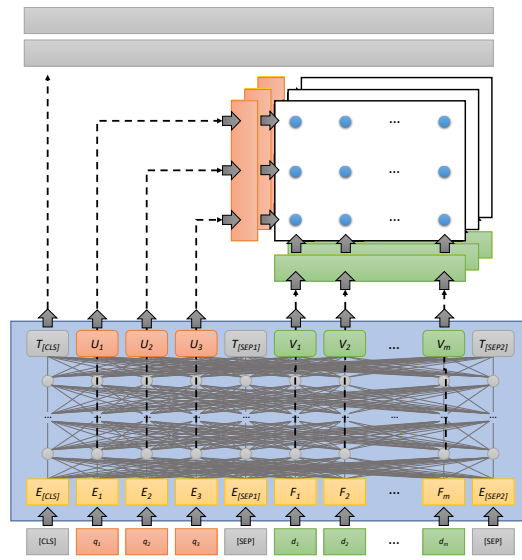 ...
...
...
T[CLS] U1 U2 U3 T[SEP1] V1 V2 ... Vm T[SEP2]
... ... ... ... ... ... ... ... ...
E[CLS] E1 E2 E3 E[SEP1] F1 F2 ... Fm E[SEP2]
[CLS] q1 q2 q3 [SEP] d1 d2 ... dm [SEP]